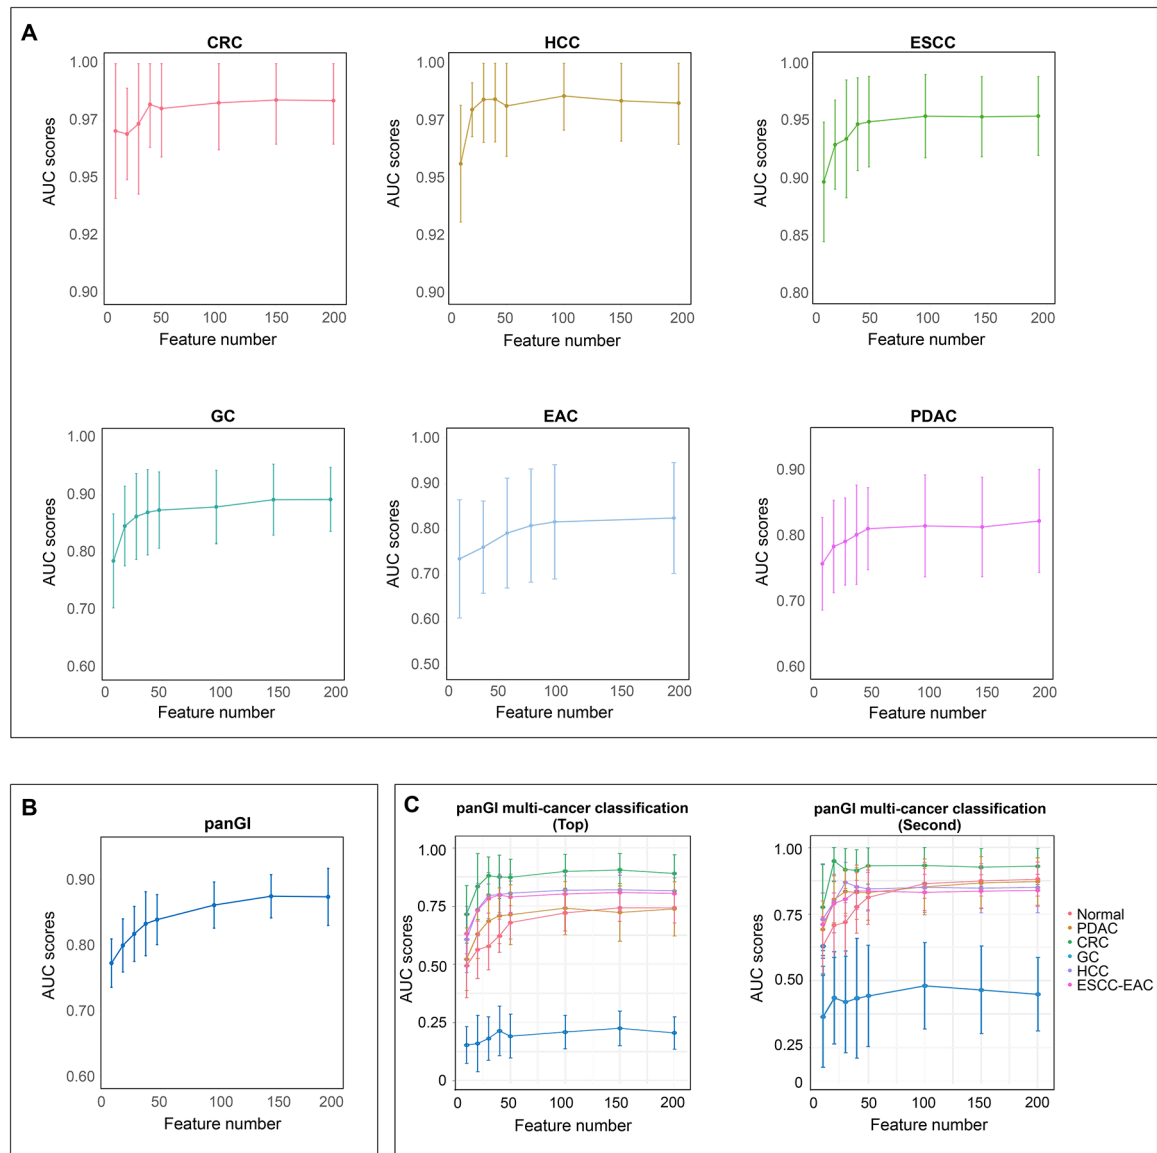 A
CRC
1.00
0.97
0.95
0.92
0.90
AUC scores
0 50 100 150 200
Feature number
HCC
1.00
0.97
0.95
0.92
0.90
AUC scores
0 50 100 150 200
Feature number
ESCC
1.00
0.95
0.90
0.85
0.80
AUC scores
0 50 100 150 200
Feature number
GC
1.00
0.90
0.80
0.70
0.60
AUC scores
0 50 100 150 200
Feature number
EAC
1.00
0.90
0.80
0.70
0.60
0.50
AUC scores
0 50 100 150 200
Feature number
PDAC
0.90
0.80
0.70
0.60
AUC scores
0 50 100 150 200
Feature number
B
panGI
0.90
0.80
0.70
0.60
AUC scores
0 50 100 150 200
Feature number
C
panGI multi-cancer classification
(Top)
1.00
0.75
0.50
0.25
0
AUC scores
0 50 100 150 200
Feature number
panGI multi-cancer classification
(Second)
1.00
0.75
0.50
0.25
0
AUC scores
0 50 100 150 200
Feature number
Normal
PDAC
CRC
GC
HCC
ESCC-EAC